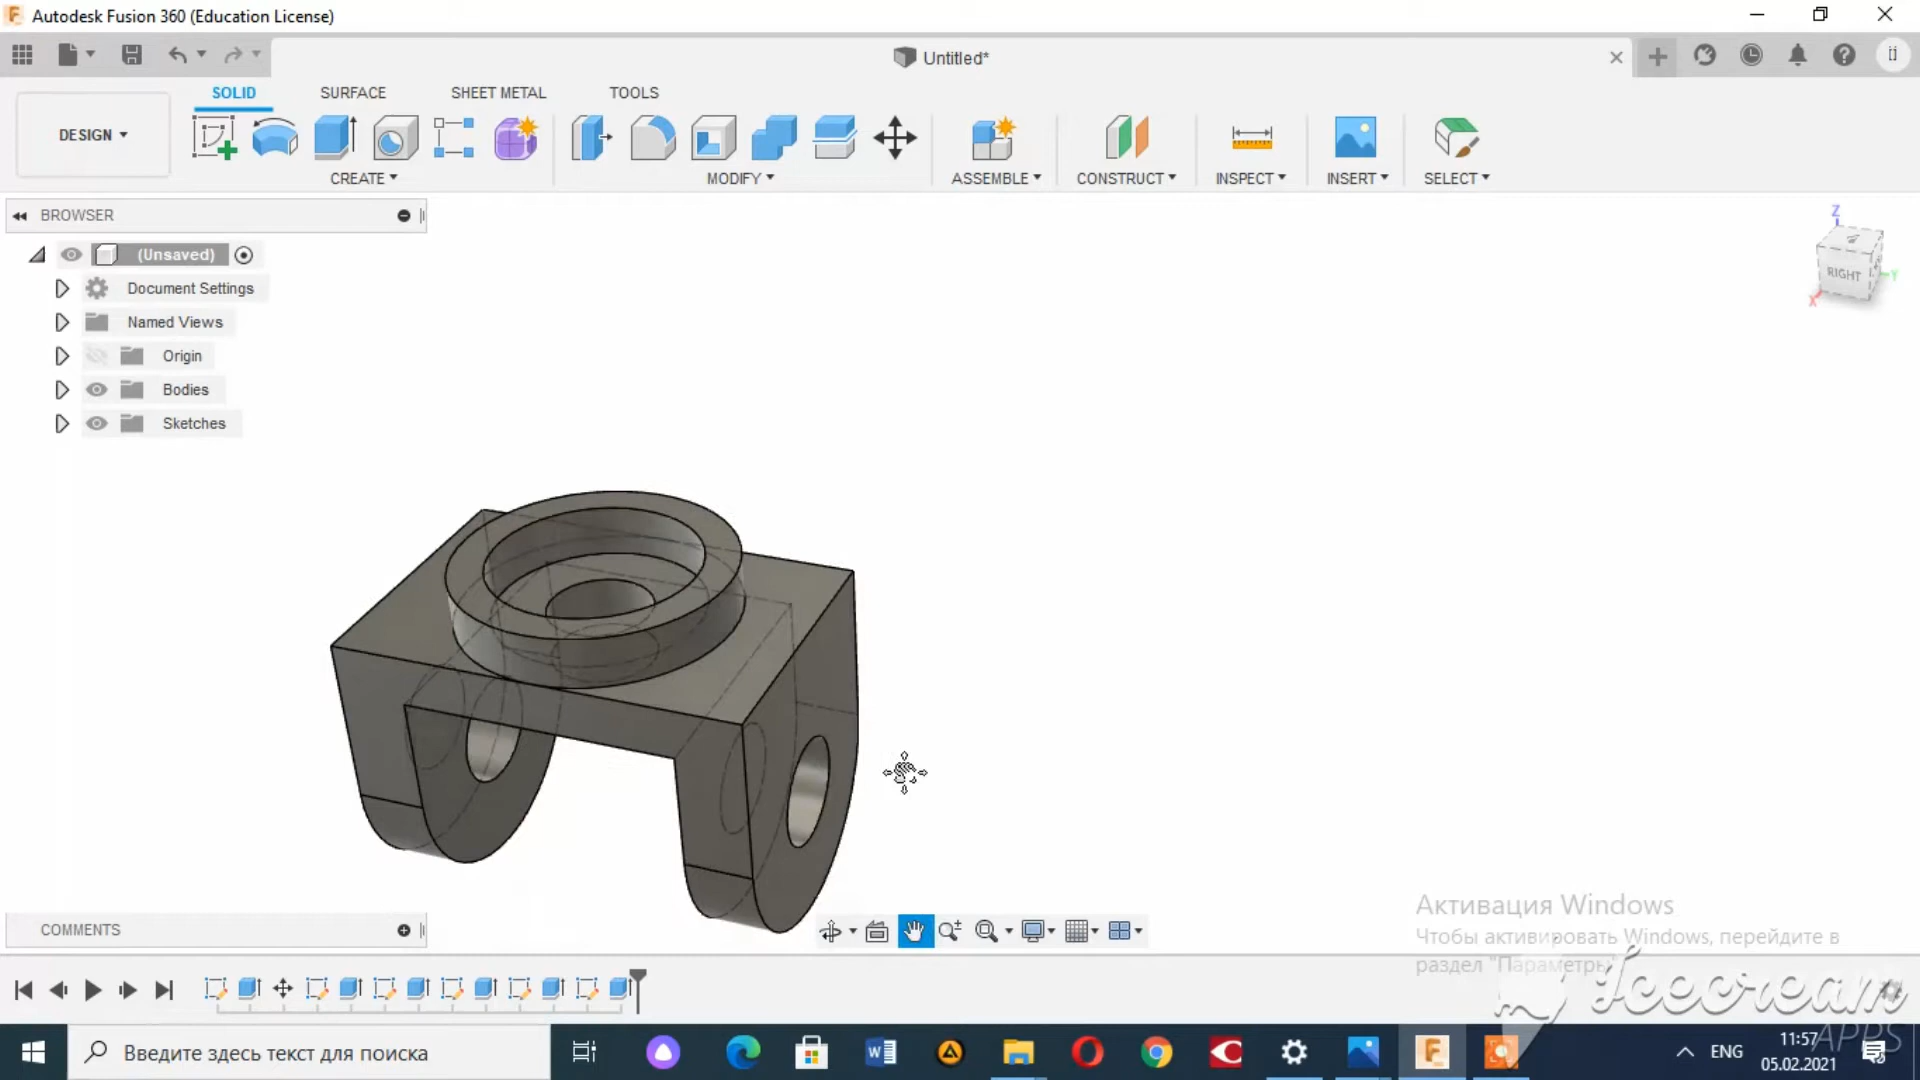 Autodesk Fusion 360 (Education License)
Untitled*
SOLID SURFACE SHEET METAL TOOLS
DESIGN
CREATE MODIFY ASSEMBLE CONSTRUCT INSPECT INSERT SELECT
BROWSER
(Unsaved)
Document Settings
Named Views
Origin
Bodies
Sketches
Z
RIGHT
Y
X
COMMENTS
Активация Windows
Чтобы активировать Windows, перейдите в
раздел "Параметры
Icecream
APPS
Введите здесь текст для поиска
ENG
11:57
05.02.2021